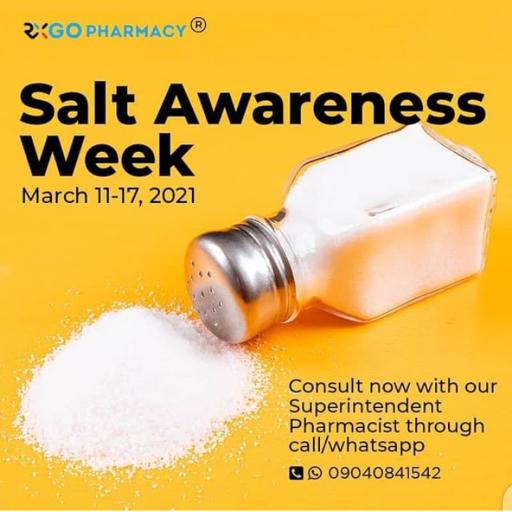 RXGO PHARMACY ®
Salt Awareness
Week
March 11-17, 2021
Consult now with our
Superintendent
Pharmacist through
call/whatsapp
09040841542